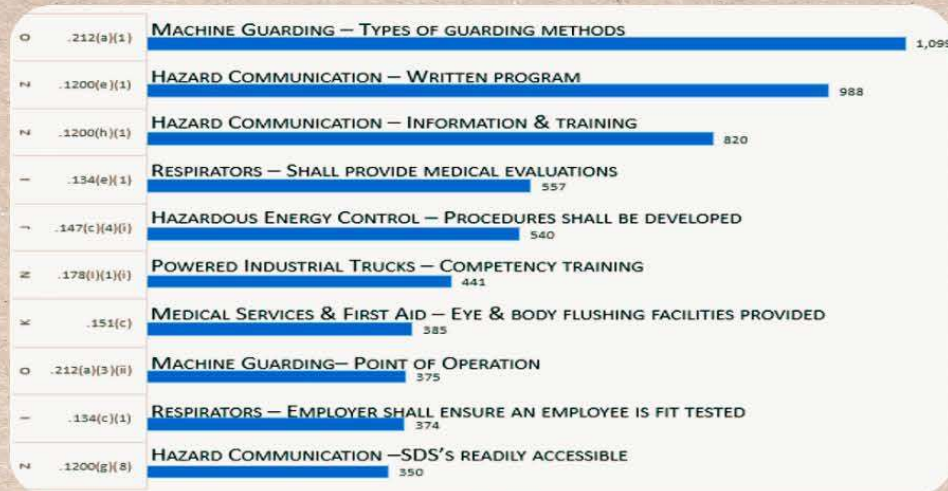 O .212(a)(1) MACHINE GUARDING – TYPES OF GUARDING METHODS 1,099
Z .1200(e)(1) HAZARD COMMUNICATION – WRITTEN PROGRAM 988
Z .1200(h)(1) HAZARD COMMUNICATION – INFORMATION & TRAINING 820
I .134(e)(1) RESPIRATORS – SHALL PROVIDE MEDICAL EVALUATIONS 557
J .147(c)(4)(i) HAZARDOUS ENERGY CONTROL – PROCEDURES SHALL BE DEVELOPED 540
N .178(l)(1)(i) POWERED INDUSTRIAL TRUCKS – COMPETENCY TRAINING 441
K .151(c) MEDICAL SERVICES & FIRST AID – EYE & BODY FLUSHING FACILITIES PROVIDED 385
O .212(a)(3)(ii) MACHINE GUARDING– POINT OF OPERATION 375
I .134(c)(1) RESPIRATORS – EMPLOYER SHALL ENSURE AN EMPLOYEE IS FIT TESTED 374
Z .1200(g)(8) HAZARD COMMUNICATION –SDS'S READILY ACCESSIBLE 350